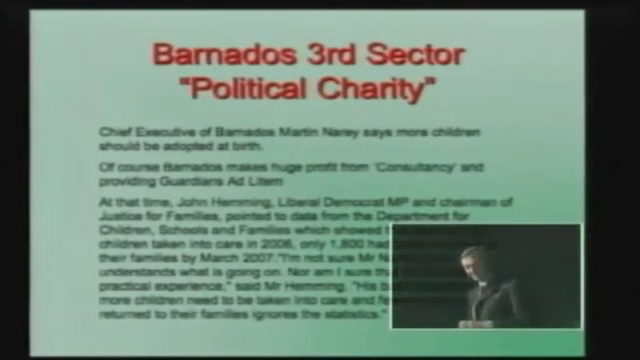 Barnados 3rd Sector
"Political Charity"
Chief Executive of Barnados Martin Narey says more children
should be adopted at birth.
Of course Barnados makes huge profit from 'Consultancy' and
providing Guardians Ad Litem
At that time, John Hemming, Liberal Democrat MP and chairman of
Justice for Families, pointed to data from the Department for
Children, Schools and Families which showed
children taken into care in 2006, only 1,800 had
their families by March 2007."I'm not sure Mr
understands what is going on. Nor am I sure
practical experience," said Mr Hemming. "His
more children need to be taken into care and
returned to their families ignores the statistics."